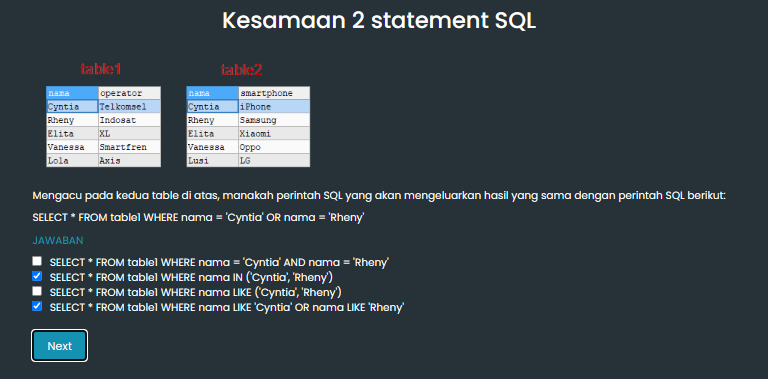 Kesamaan 2 statement SQL
table1 table2
nama operator nama smartphone
Cyntia Telkomsel Cyntia iPhone
Rheny Indosat Rheny Samsung
Elita XL Elita Xiaomi
Vanessa Smartfren Vanessa Oppo
Lola Axis Lusi LG
Mengacu pada kedua table di atas, manakah perintah SQL yang akan mengeluarkan hasil yang sama dengan perintah SQL berikut:
SELECT * FROM table1 WHERE nama = 'Cyntia' OR nama = 'Rheny'
JAWABAN
SELECT * FROM table1 WHERE nama = 'Cyntia' AND nama = 'Rheny'
SELECT * FROM table1 WHERE nama IN ('Cyntia', 'Rheny')
SELECT * FROM table1 WHERE nama LIKE ('Cyntia', 'Rheny')
SELECT * FROM table1 WHERE nama LIKE 'Cyntia' OR nama LIKE 'Rheny'
Next